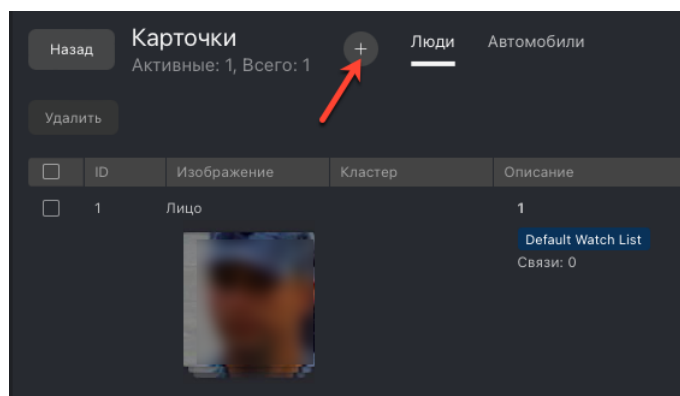 Назад
Карточки
Активные: 1, Всего: 1
+
Люди
Автомобили
Удалить
ID
Изображение
Кластер
Описание
1
Лицо
1
Default Watch List
Связи: 0